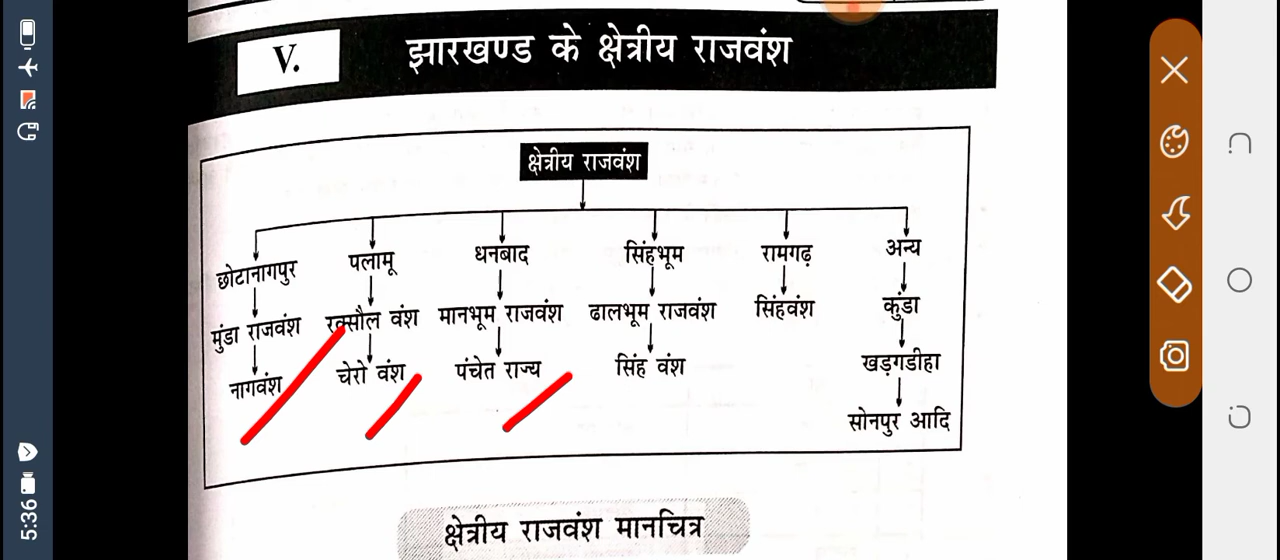 V.
झारखण्ड के क्षेत्रीय राजवंश
क्षेत्रीय राजवंश
छोटानागपुर
मुंडा राजवंश
नागवंश
पलामू
रक्सौल वंश
चेरो वंश
धनबाद
मानभूम राजवंश
पंचेत राज्य
सिंहभूम
ढालभूम राजवंश
सिंह वंश
रामगढ़
सिंहवंश
अन्य
कुंडा
खड़गडीहा
सोनपुर आदि
क्षेत्रीय राजवंश मानचित्र
5:36